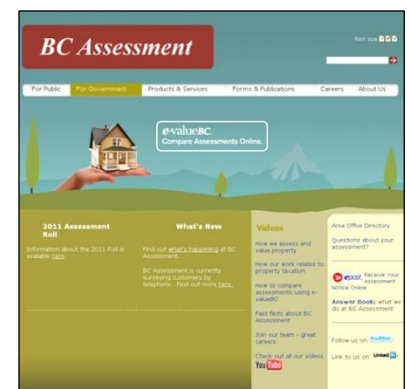 BC Assessment
font size
For Public
For Government
Products & Services
Forms & Publications
Careers
About Us
e-valueBC.
Compare Assessments Online.
2011 Assessment
Roll
Information about the 2011 Roll is
available here.
What's New
Find out what's happening at BC
Assessment.
BC Assessment is currently
surveying customers by
telephone...Find out more here.
Videos
How we assess and
value property
How our work relates to
property taxation
How to compare
assessments using e-
valueBC
Fast facts about BC
Assessment
Join our team - great
careers
Check out all our videos
YouTube
Area Office Directory
Questions about your
assessment?
epost. Receive Your
Assessment
Notice Online
Answer Book: what we
do at BC Assessment
Follow us on twitter
Link to us on Linked in